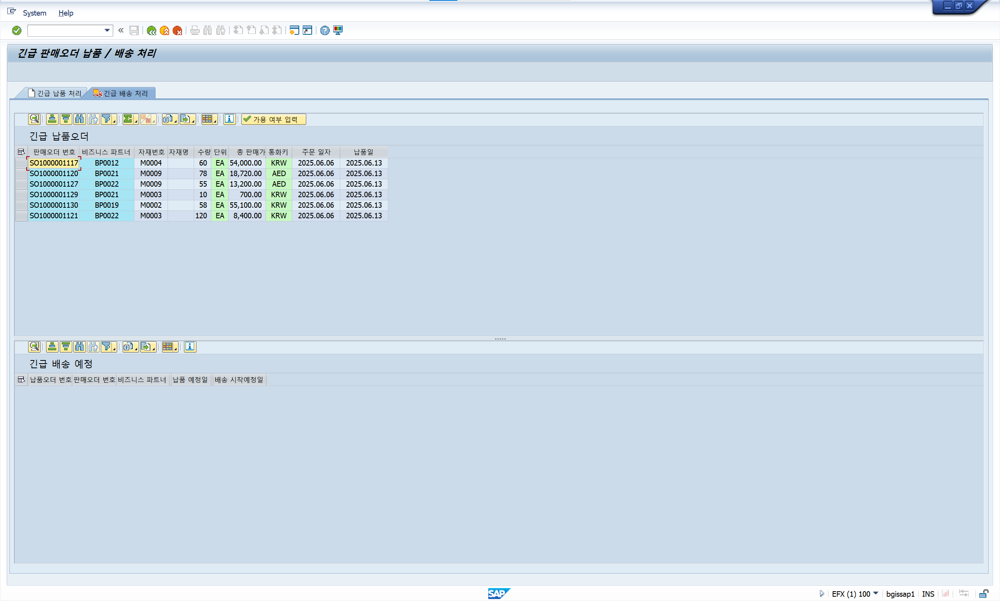 System Help
긴급 판매오더 납품 / 배송 처리
긴급 납품 처리 긴급 배송 처리
가용 여부 입력
긴급 납품오더
판매오더 번호 비즈니스 파트너 자재번호 자재명 수량 단위 총 판매가 통화키 주문 일자 납품일
SO1000001117 BP0012 M0004 60 EA 54,000.00 KRW 2025.06.06 2025.06.13
SO1000001120 BP0021 M0009 78 EA 18,720.00 AED 2025.06.06 2025.06.13
SO1000001127 BP0022 M0009 55 EA 13,200.00 AED 2025.06.06 2025.06.13
SO1000001129 BP0021 M0003 10 EA 700.00 KRW 2025.06.06 2025.06.13
SO1000001130 BP0019 M0002 58 EA 55,100.00 KRW 2025.06.06 2025.06.13
SO1000001121 BP0022 M0003 120 EA 8,400.00 KRW 2025.06.06 2025.06.13
긴급 배송 예정
납품오더 번호 판매오더 번호 비즈니스 파트너 납품 예정일 배송 시작예정일
SAP EFX (1) 100 bgissap1 INS